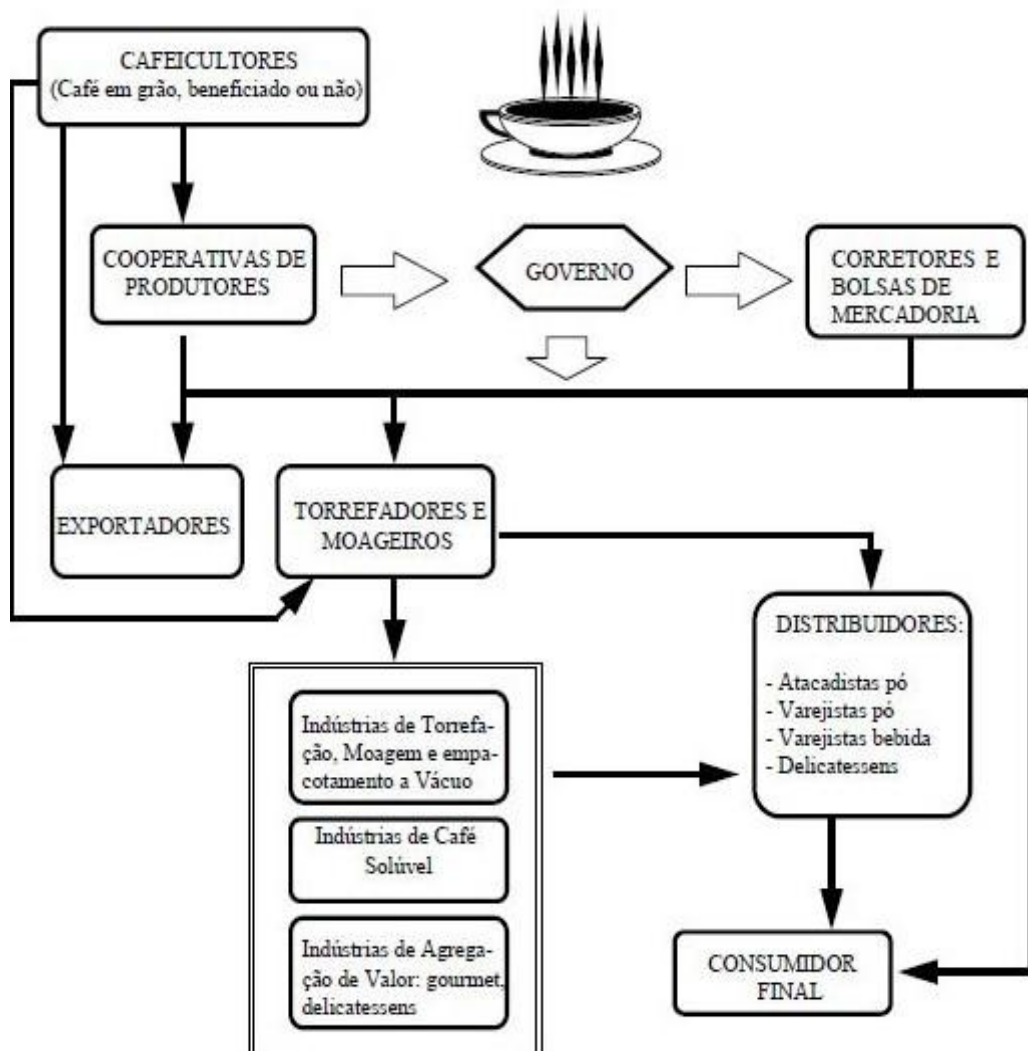 CAFEICULTORES
(Café em grão, beneficiado ou não)
COOPERATIVAS DE
PRODUTORES
GOVERNO
CORRETORES E
BOLSAS DE
MERCADORIA
EXPORTADORES
TORREFADORES E
MOAGEIROS
DISTRIBUIDORES:
- Atacadistas pó
- Varejistas pó
- Varejistas bebida
- Delicatessens
Indústrias de Torrefa-
ção, Moagem e empa-
cotamento a Vácuo
Indústrias de Café
Solúvel
Indústrias de Agrega-
ção de Valor: gourmet,
delicatessens
CONSUMIDOR
FINAL